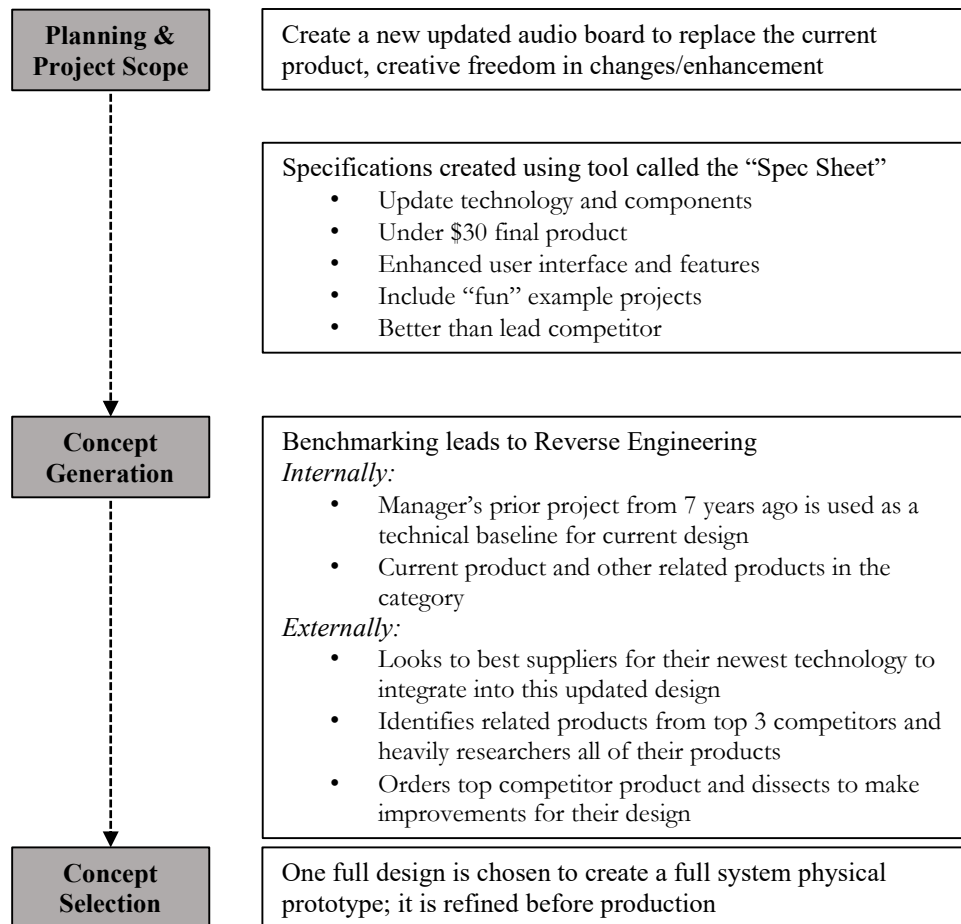 Planning &
Project Scope
Create a new updated audio board to replace the current
product, creative freedom in changes/enhancement
Specifications created using tool called the “Spec Sheet”
• Update technology and components
• Under $30 final product
• Enhanced user interface and features
• Include “fun” example projects
• Better than lead competitor
Concept
Generation
Benchmarking leads to Reverse Engineering
Internally:
• Manager’s prior project from 7 years ago is used as a
technical baseline for current design
• Current product and other related products in the
category
Externally:
• Looks to best suppliers for their newest technology to
integrate into this updated design
• Identifies related products from top 3 competitors and
heavily researchers all of their products
• Orders top competitor product and dissects to make
improvements for their design
Concept
Selection
One full design is chosen to create a full system physical
prototype; it is refined before production